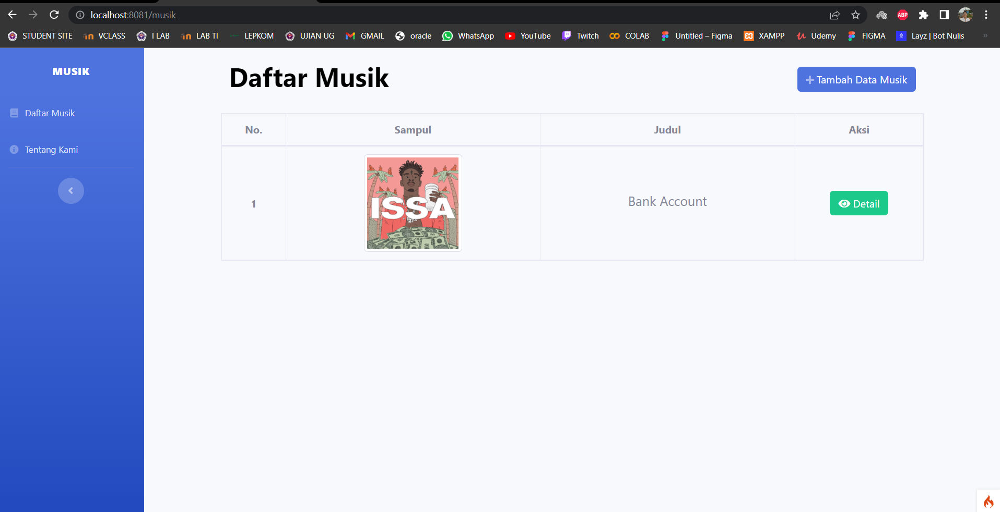 localhost:8081/musik
ABP
STUDENT SITE VCLASS I LAB LAB TI LEPKOM UJIAN UG GMAIL oracle WhatsApp YouTube Twitch COLAB Untitled – Figma XAMPP Udemy FIGMA Layz | Bot Nulis »
MUSIK
Daftar Musik
Tentang Kami
Daftar Musik
Tambah Data Musik
No. Sampul Judul Aksi
1 Bank Account Detail
ISSA